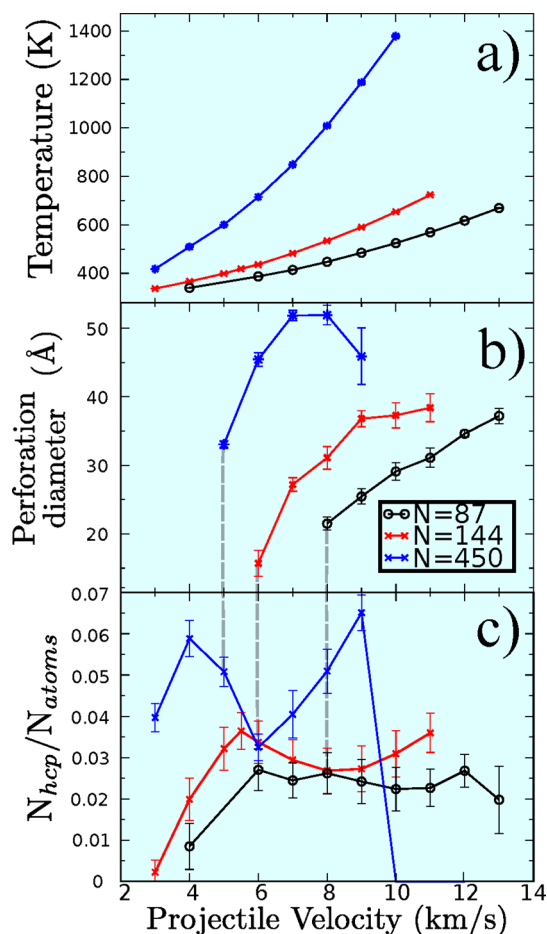 1400
1200
1000
800
600
400
Temperature (K)
a)
50
40
30
20
Perforation
diameter (Å)
b)
N=87
N=144
N=450
0.07
0.06
0.05
0.04
0.03
0.02
0.01
0
N_hcp/N_atoms
c)
2 4 6 8 10 12 14
Projectile Velocity (km/s)